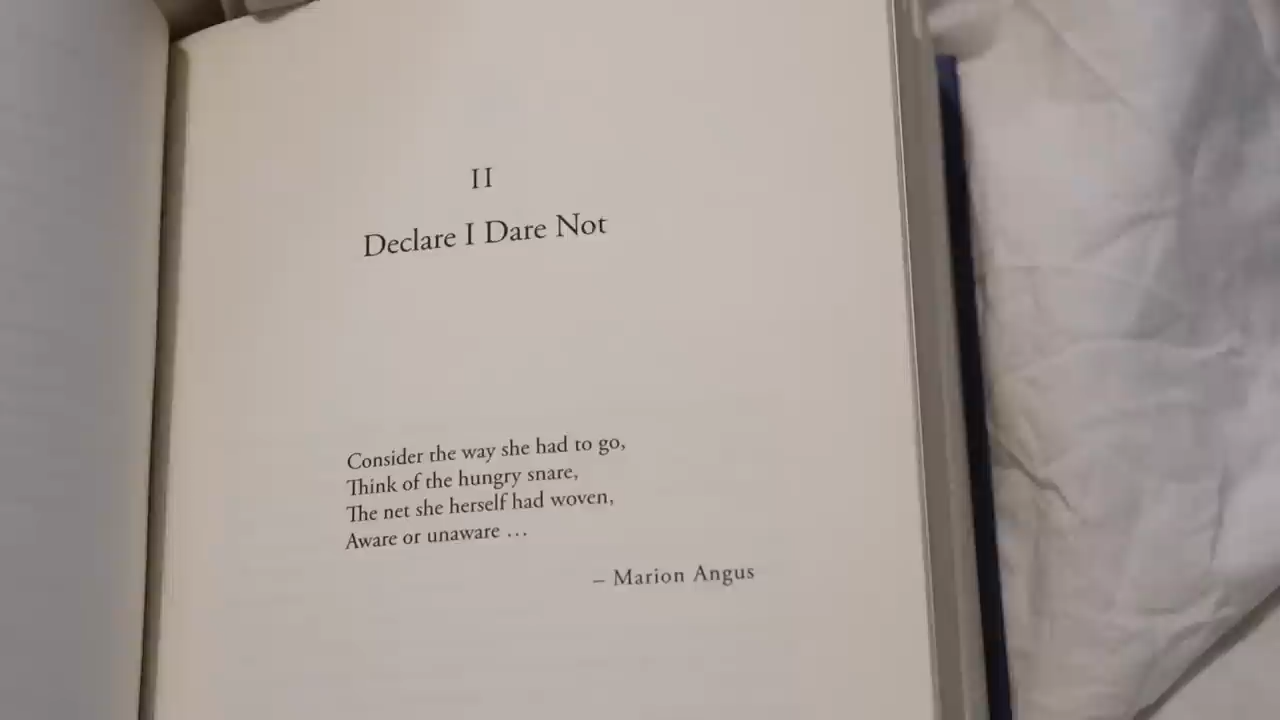 II
Declare I Dare Not
Consider the way she had to go,
Think of the hungry snare,
The net she herself had woven,
Aware or unaware …
– Marion Angus